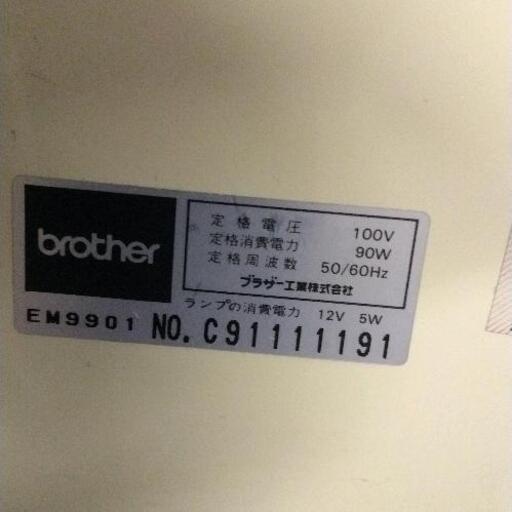 brother
定格電圧 100V
定格消費電力 90W
定格周波数 50/60Hz
ブラザー工業株式会社
ランプの消費電力 12V 5W
EM9901 NO. C91111191